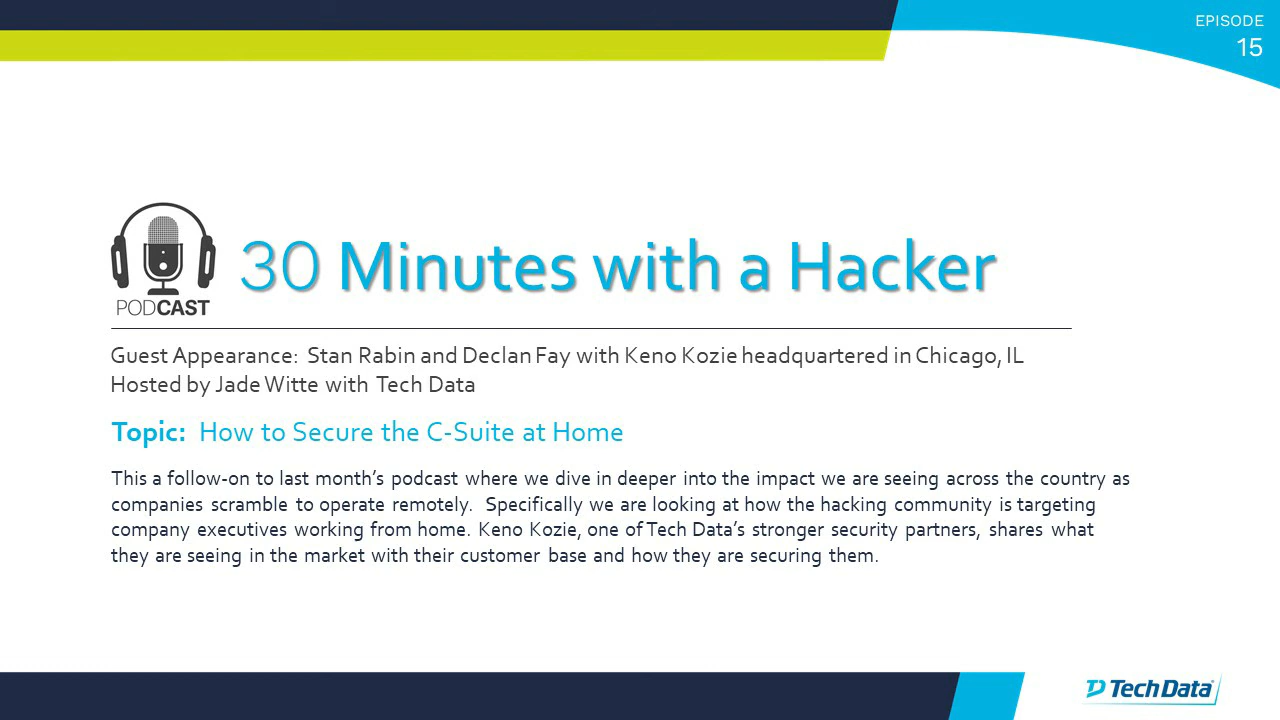 EPISODE
15
PODCAST
30 Minutes with a Hacker
Guest Appearance: Stan Rabin and Declan Fay with Keno Kozie headquartered in Chicago, IL
Hosted by Jade Witte with Tech Data
Topic: How to Secure the C-Suite at Home
This a follow-on to last month’s podcast where we dive in deeper into the impact we are seeing across the country as
companies scramble to operate remotely. Specifically we are looking at how the hacking community is targeting
company executives working from home. Keno Kozie, one of Tech Data’s stronger security partners, shares what
they are seeing in the market with their customer base and how they are securing them.
Tech Data